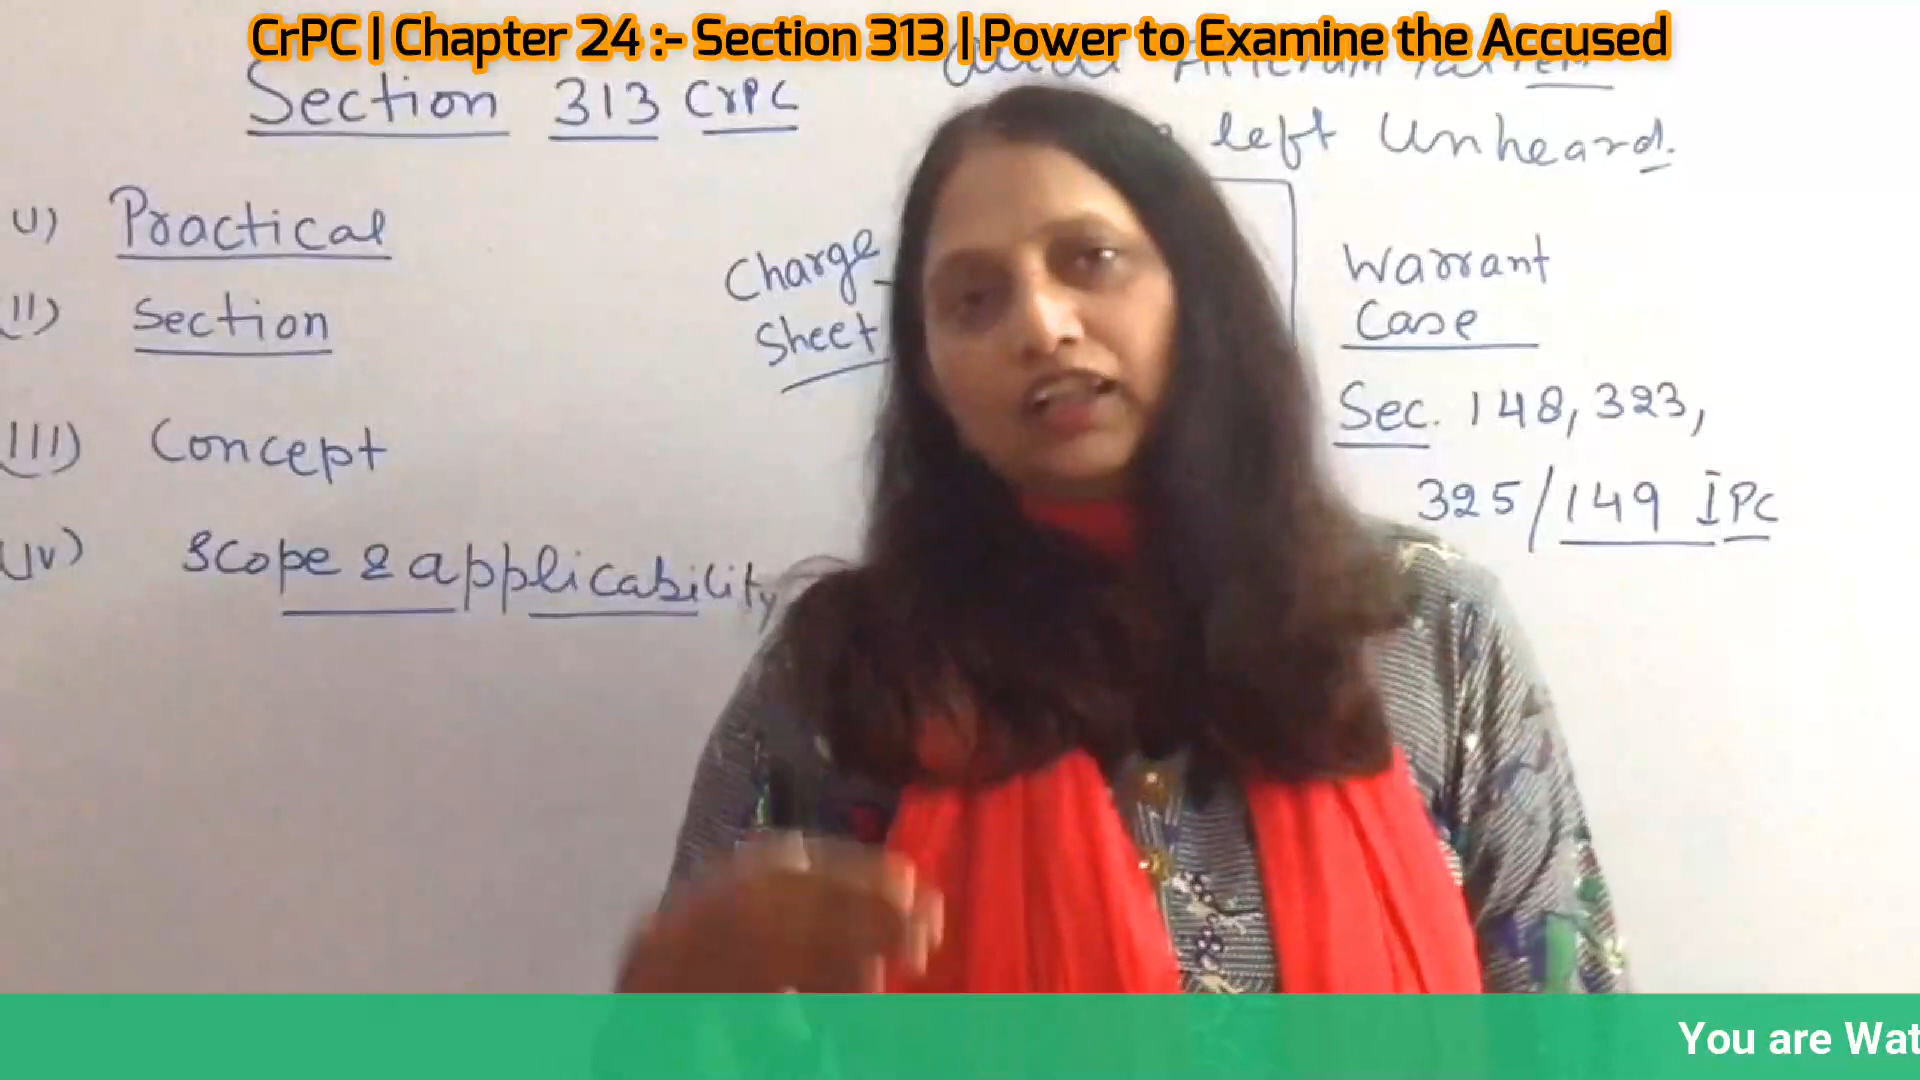 CrPC | Chapter 24 :- Section 313 | Power to Examine the Accused
Section 313 CrPC
left Unheard.
I) Practical
II) Section
III) Concept
IV) Scope & applicability
Charge
Sheet
Warrant
Case
Sec. 148, 323,
325/149 IPC
You are Wat